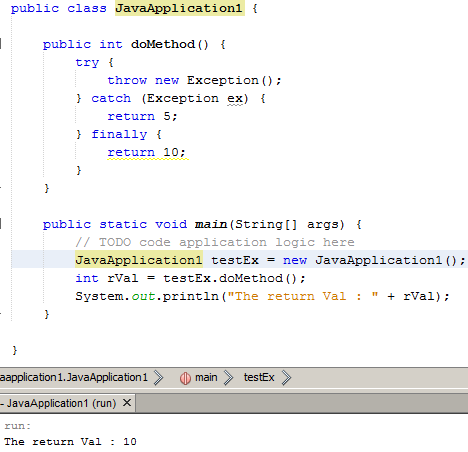 public class JavaApplication1 {
public int doMethod() {
try {
throw new Exception();
} catch (Exception ex) {
return 5;
} finally {
return 10;
}
}
public static void main(String[] args) {
// TODO code application logic here
JavaApplication1 testEx = new JavaApplication1();
int rVal = testEx.doMethod();
System.out.println("The return Val : " + rVal);
}
}
aapplication1.JavaApplication1 main testEx
- JavaApplication1 (run) ×
run:
The return Val : 10